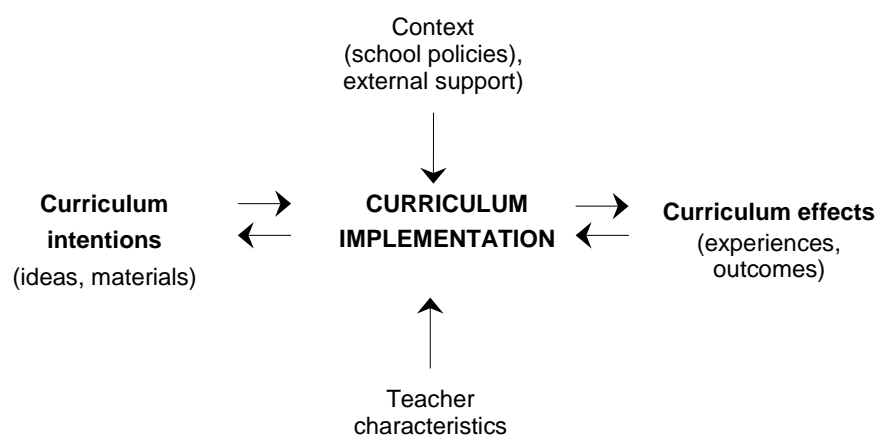 Context
(school policies),
external support)
Curriculum
intentions
(ideas, materials)
CURRICULUM
IMPLEMENTATION
Curriculum effects
(experiences,
outcomes)
Teacher
characteristics